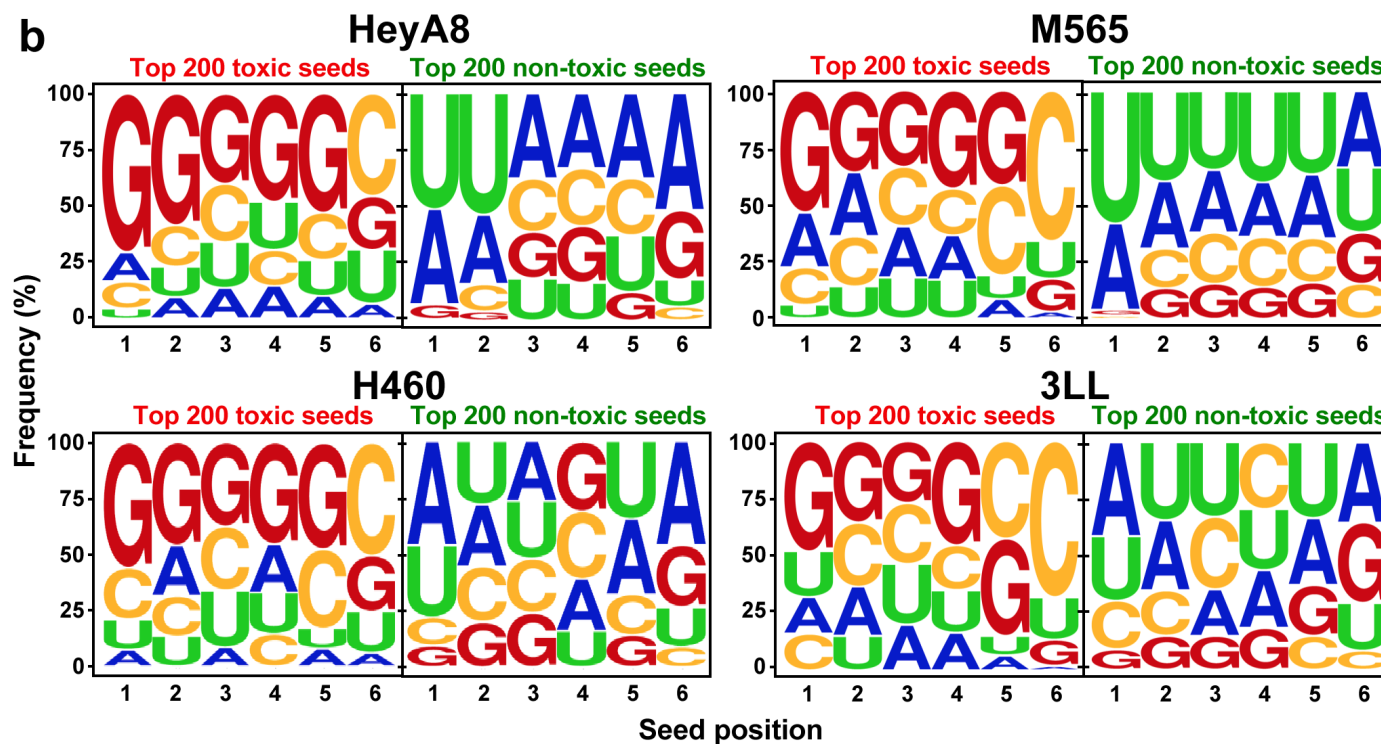 b
HeyA8
M565
Top 200 toxic seeds
Top 200 non-toxic seeds
Top 200 toxic seeds
Top 200 non-toxic seeds
100
75
50
25
0
G G G G G C
A C C U C G
C U U C U U
U A A A A A
U U A A A A
A A C C C G
G C G G U U
G G U U G C
100
75
50
25
0
G G G G G C
A A C C C U
C C A A U G
U U U U A A
U U U U U A
A A A A A U
C C C C G
G G G G C
1 2 3 4 5 6
1 2 3 4 5 6
1 2 3 4 5 6
1 2 3 4 5 6
H460
3LL
Top 200 toxic seeds
Top 200 non-toxic seeds
Top 200 toxic seeds
Top 200 non-toxic seeds
100
75
50
25
0
G G G G G C
C A C A C G
U C U U U U
A U A C A A
A U A G U A
U A U C A G
C C C A C U
G G G U G C
100
75
50
25
0
G G G G C C
U C C C G U
A A U U U G
C U A A A A
A U U C U A
U A C U A G
C C A A G U
G G G G C C
1 2 3 4 5 6
1 2 3 4 5 6
1 2 3 4 5 6
1 2 3 4 5 6
Frequency (%)
Seed position